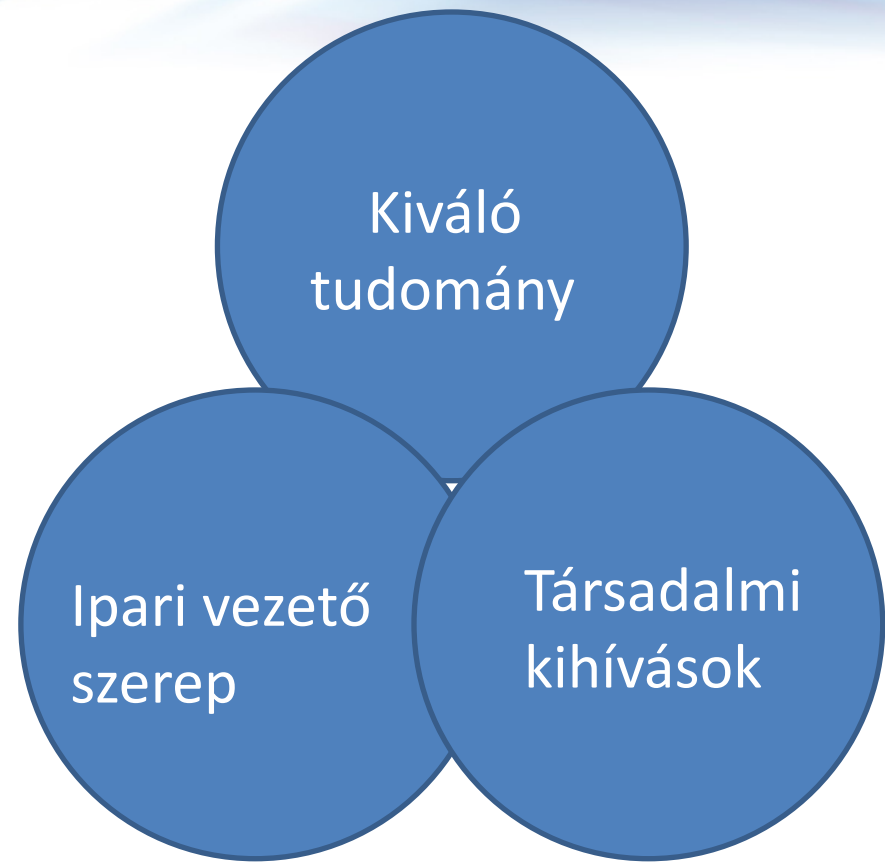 Kiváló
tudomány
Ipari vezető
szerep
Társadalmi
kihívások